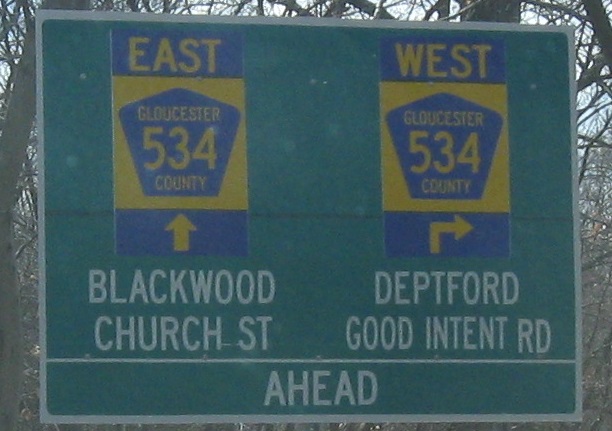 EAST
GLOUCESTER
534
COUNTY
BLACKWOOD
CHURCH ST
WEST
GLOUCESTER
534
COUNTY
DEPTFORD
GOOD INTENT RD
AHEAD